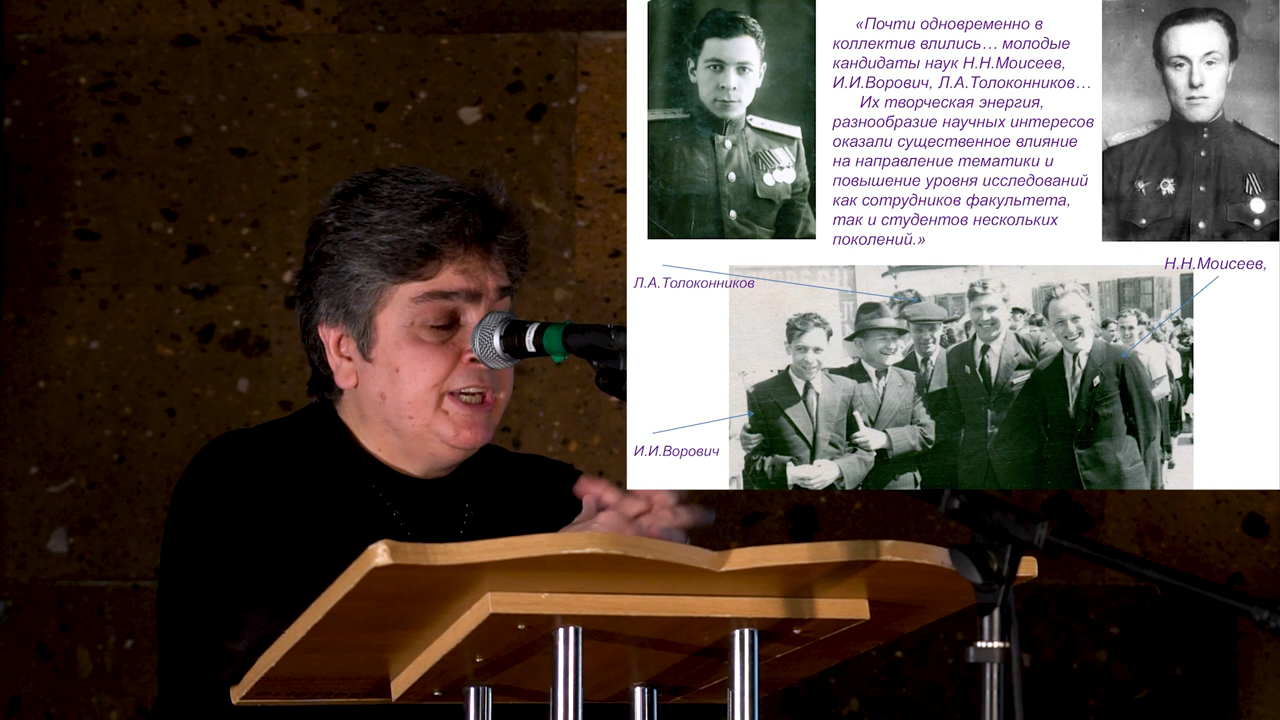 «Почти одновременно в
коллектив влились… молодые
кандидаты наук Н.Н.Моисеев,
И.И.Ворович, Л.А.Толоконников…
Их творческая энергия,
разнообразие научных интересов
оказали существенное влияние
на направление тематики и
повышение уровня исследований
как сотрудников факультета,
так и студентов нескольких
поколений.»
Н.Н.Моисеев,
Л.А.Толоконников
И.И.Ворович